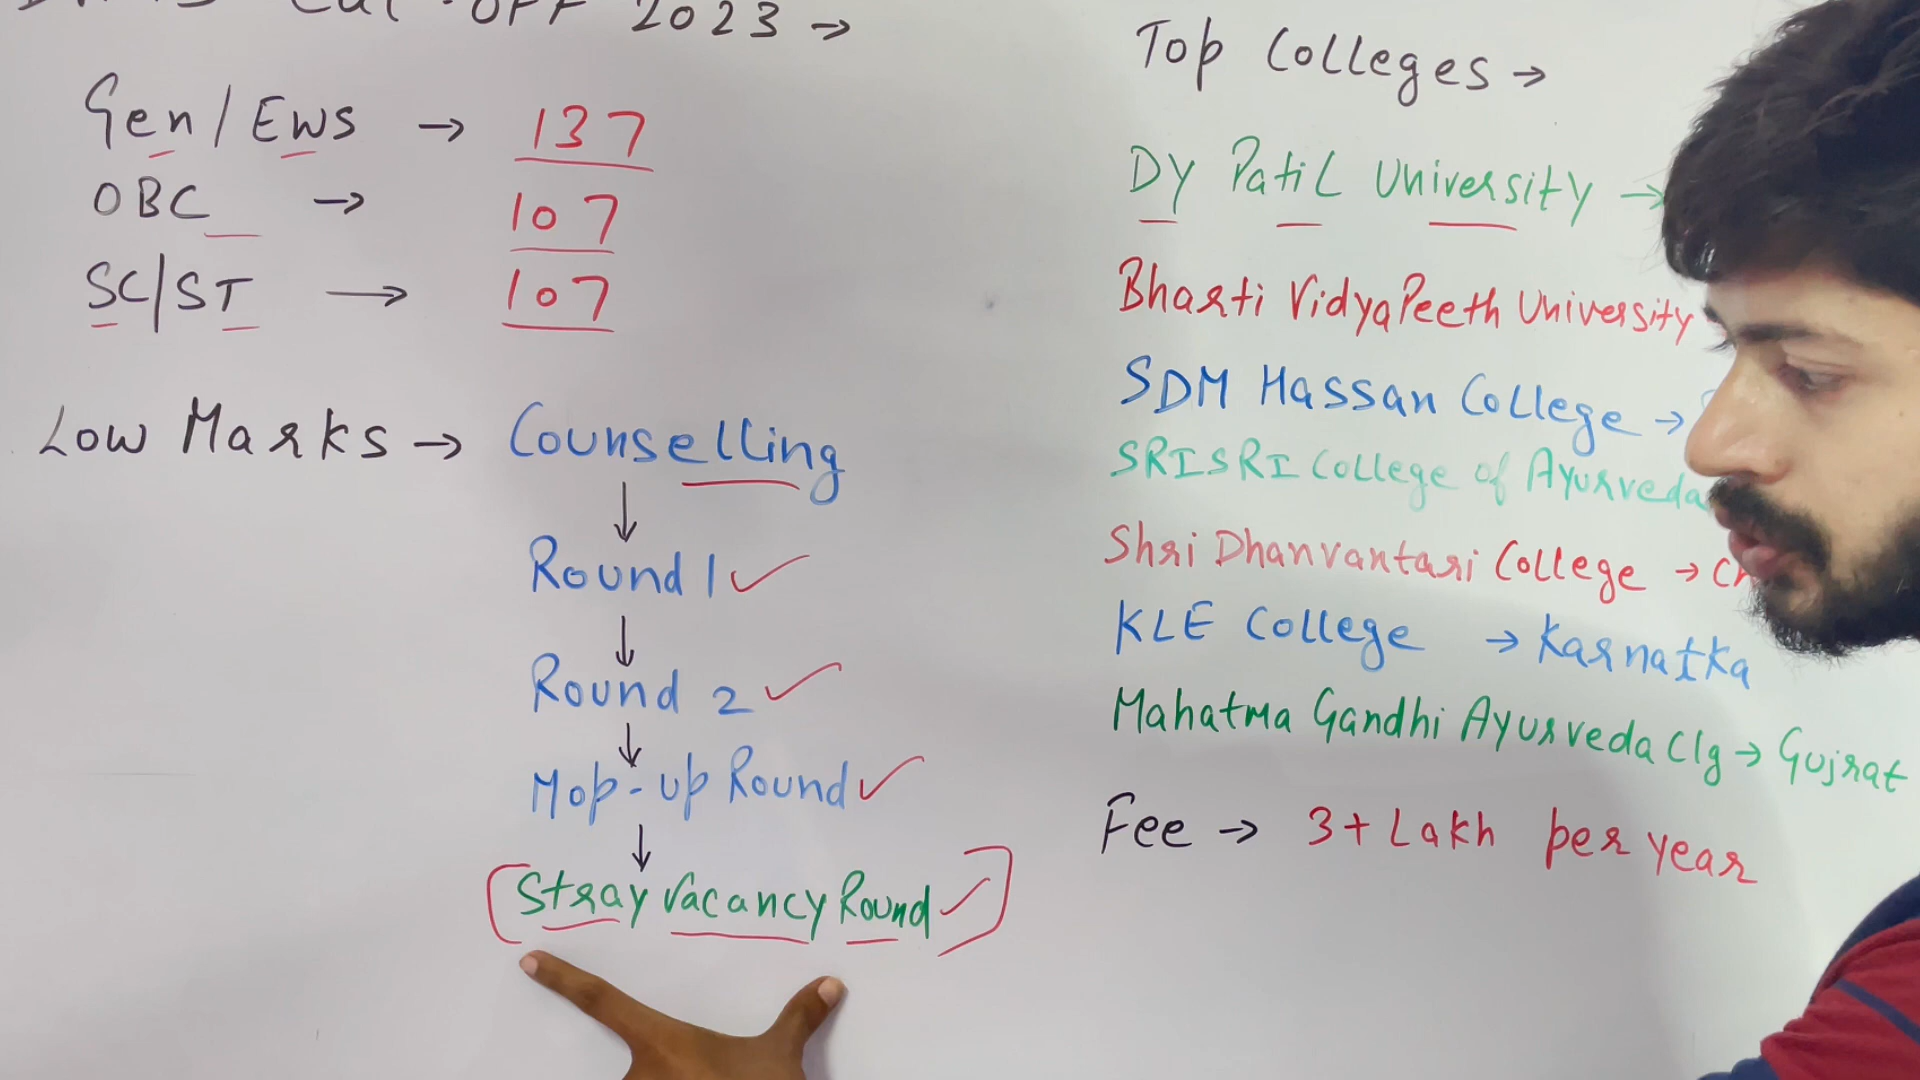 Cut-OFF 2023 →
Gen/EWS → 137
OBC → 107
SC/ST → 107
Low Marks → Counselling
↓
Round 1 ✓
↓
Round 2 ✓
↓
Mop-up Round ✓
↓
[Stray Vacancy Round ✓]
Top Colleges →
DY Patil University →
Bharti VidyaPeeth University
SDM Hassan College →
SRISRI College of Ayurveda
Shri Dhanvantari College →
KLE College → Karnatka
Mahatma Gandhi Ayurveda Clg → Gujrat
Fee → 3+ Lakh per year